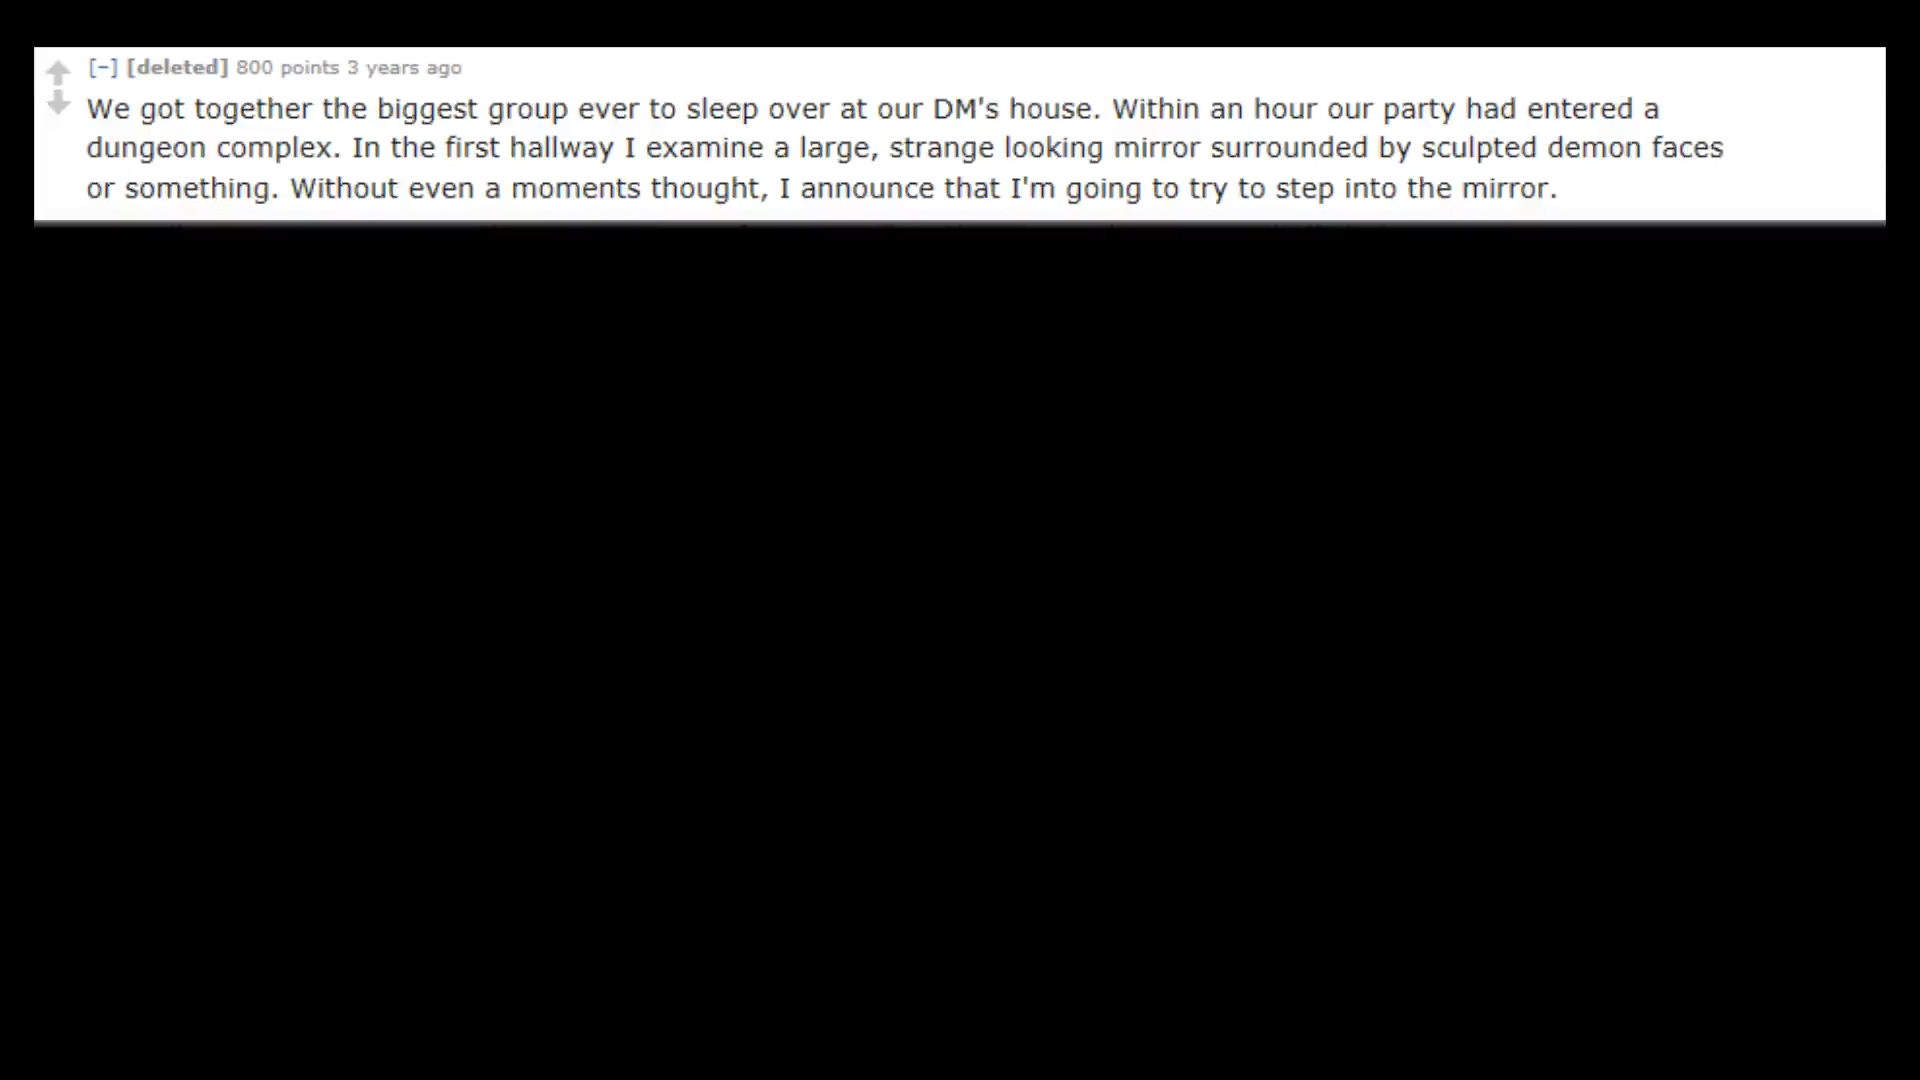 [−] [deleted] 800 points 3 years ago
We got together the biggest group ever to sleep over at our DM's house. Within an hour our party had entered a
dungeon complex. In the first hallway I examine a large, strange looking mirror surrounded by sculpted demon faces
or something. Without even a moments thought, I announce that I'm going to try to step into the mirror.